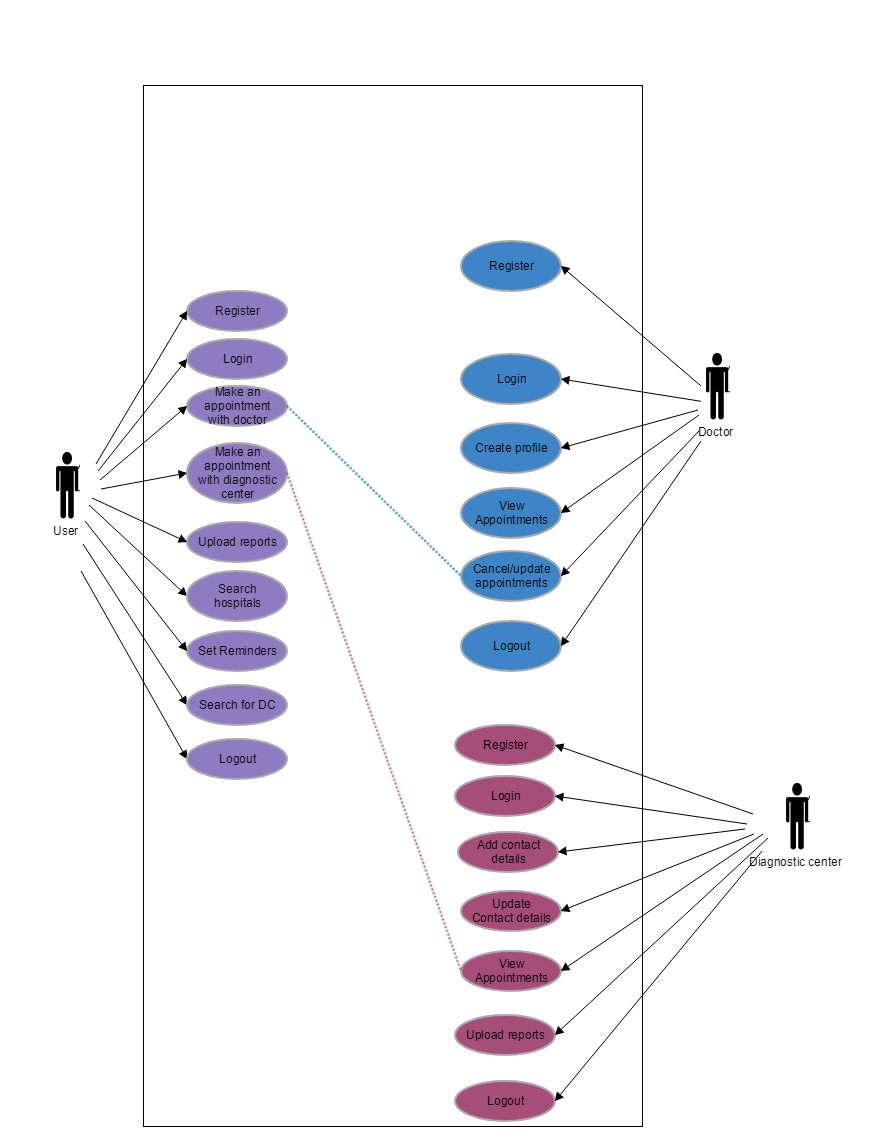 Register
Login
Make an
appointment
with doctor
Make an
appointment
with diagnostic
center
User
Upload reports
Search
hospitals
Set Reminders
Search for DC
Logout
Register
Login
Doctor
Create profile
View
Appointments
Cancel/update
appointments
Logout
Register
Login
Add contact
details
Diagnostic center
Update
Contact details
View
Appointments
Upload reports
Logout